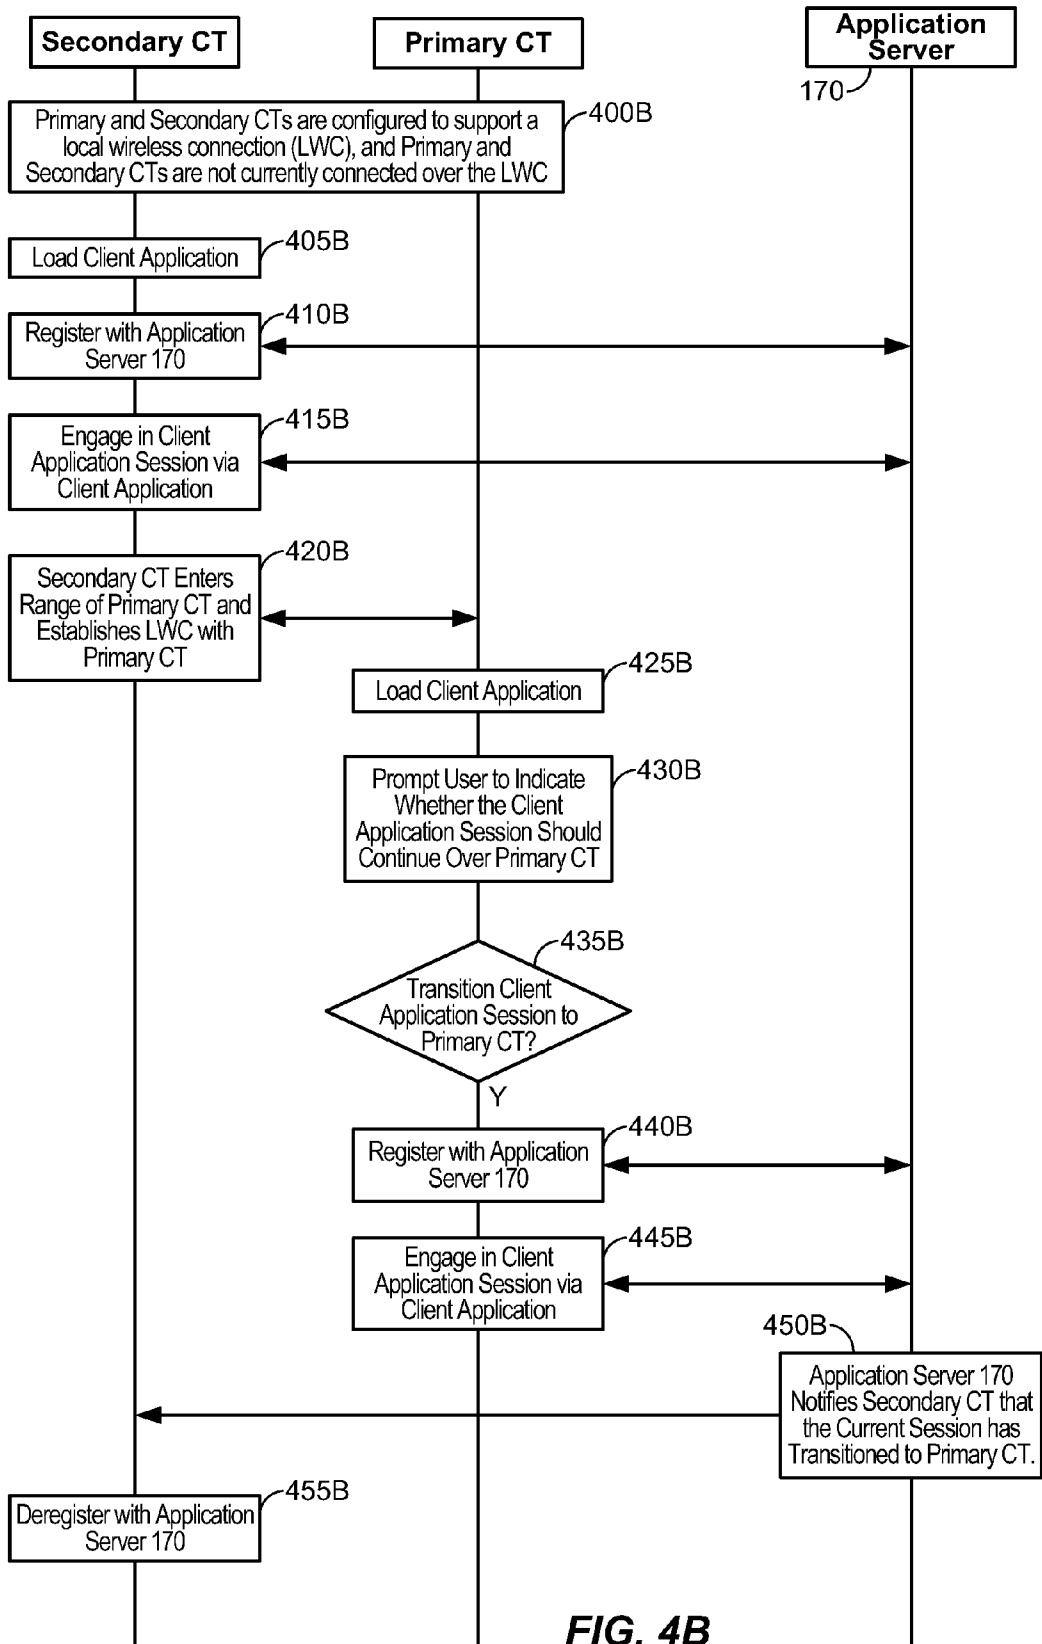 Secondary CT
Primary CT
Application
Server
170
400B
Primary and Secondary CTs are configured to support a
local wireless connection (LWC), and Primary and
Secondary CTs are not currently connected over the LWC
405B
Load Client Application
410B
Register with Application
Server 170
415B
Engage in Client
Application Session via
Client Application
420B
Secondary CT Enters
Range of Primary CT and
Establishes LWC with
Primary CT
425B
Load Client Application
430B
Prompt User to Indicate
Whether the Client
Application Session Should
Continue Over Primary CT
435B
Transition Client
Application Session to
Primary CT?
Y
440B
Register with Application
Server 170
445B
Engage in Client
Application Session via
Client Application
450B
Application Server 170
Notifies Secondary CT that
the Current Session has
Transitioned to Primary CT.
455B
Deregister with Application
Server 170
FIG. 4B